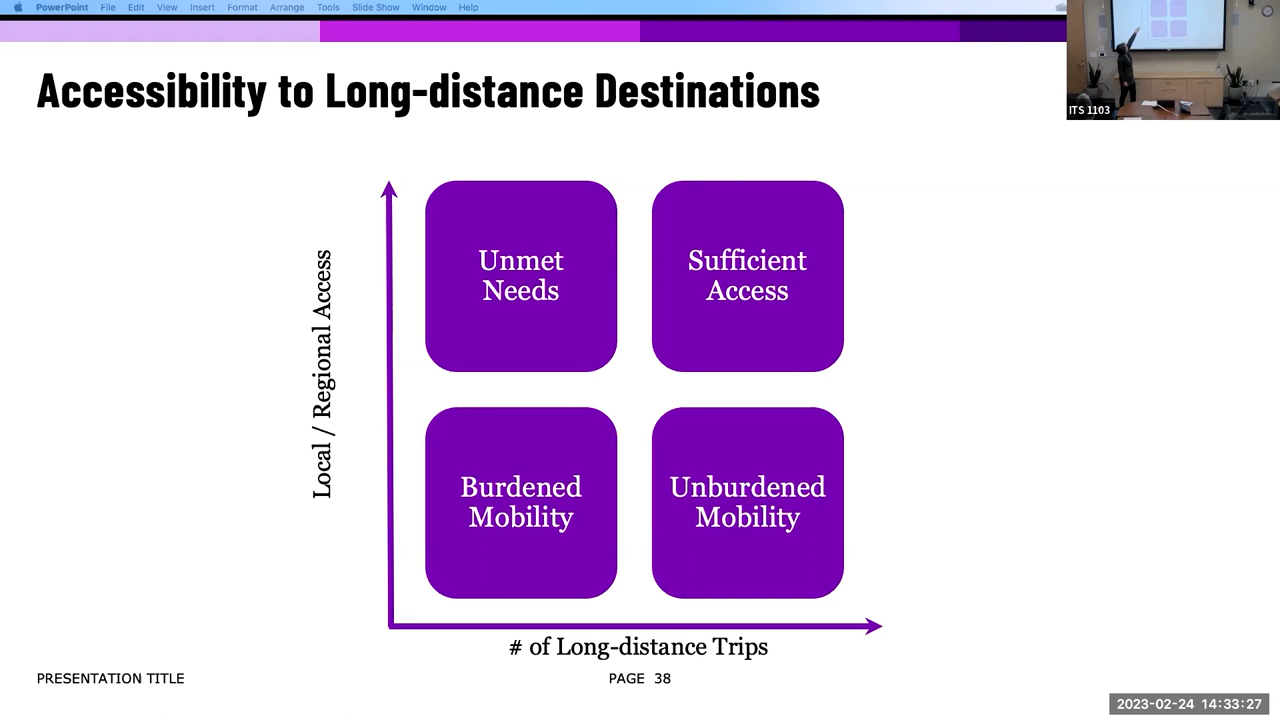 PowerPoint File Edit View Insert Format Arrange Tools Slide Show Window Help
Accessibility to Long-distance Destinations
ITS 1103
Local / Regional Access
Unmet
Needs
Sufficient
Access
Burdened
Mobility
Unburdened
Mobility
# of Long-distance Trips
PRESENTATION TITLE
PAGE 38
2023-02-24 14:33:27